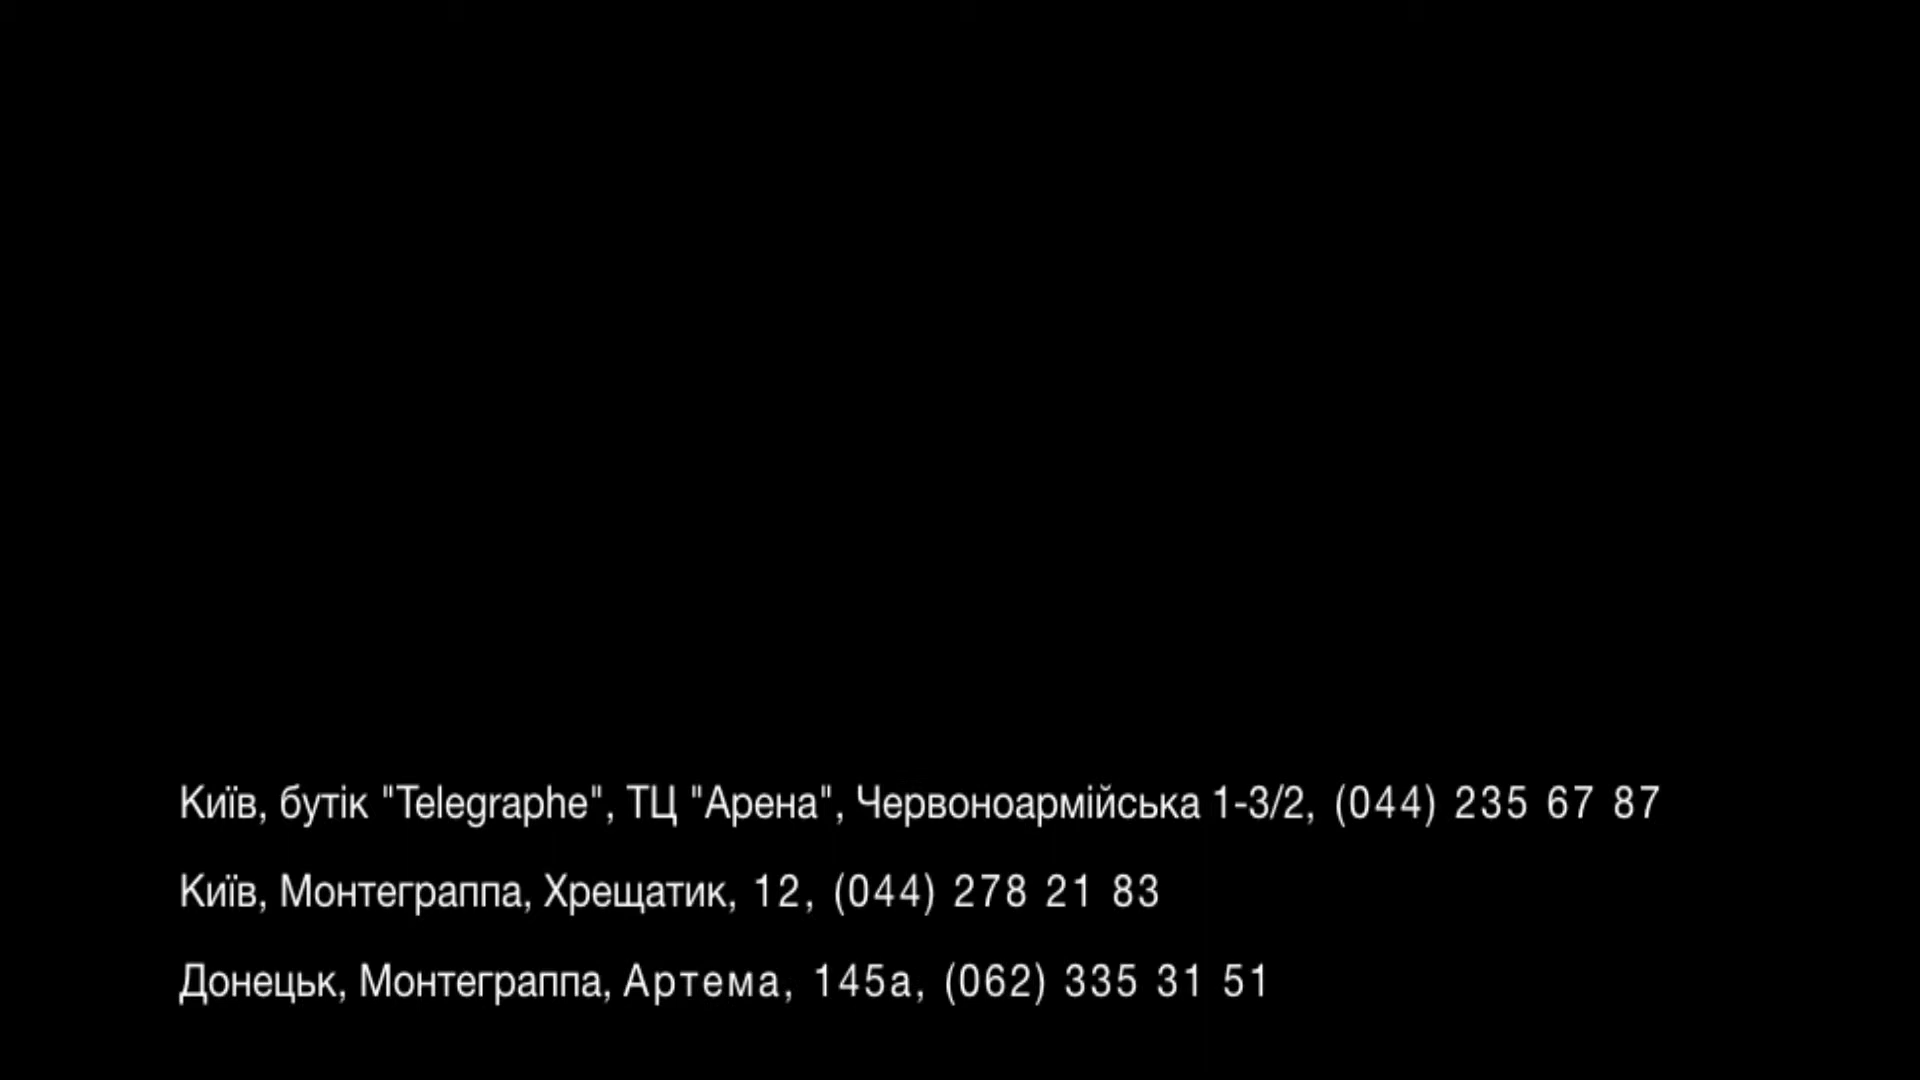 Київ, бутік "Telegraphe", ТЦ "Арена", Червоноармійська 1-3/2, (044) 235 67 87
Київ, Монтеграппа, Хрещатик, 12, (044) 278 21 83
Донецьк, Монтеграппа, Артема, 145а, (062) 335 31 51